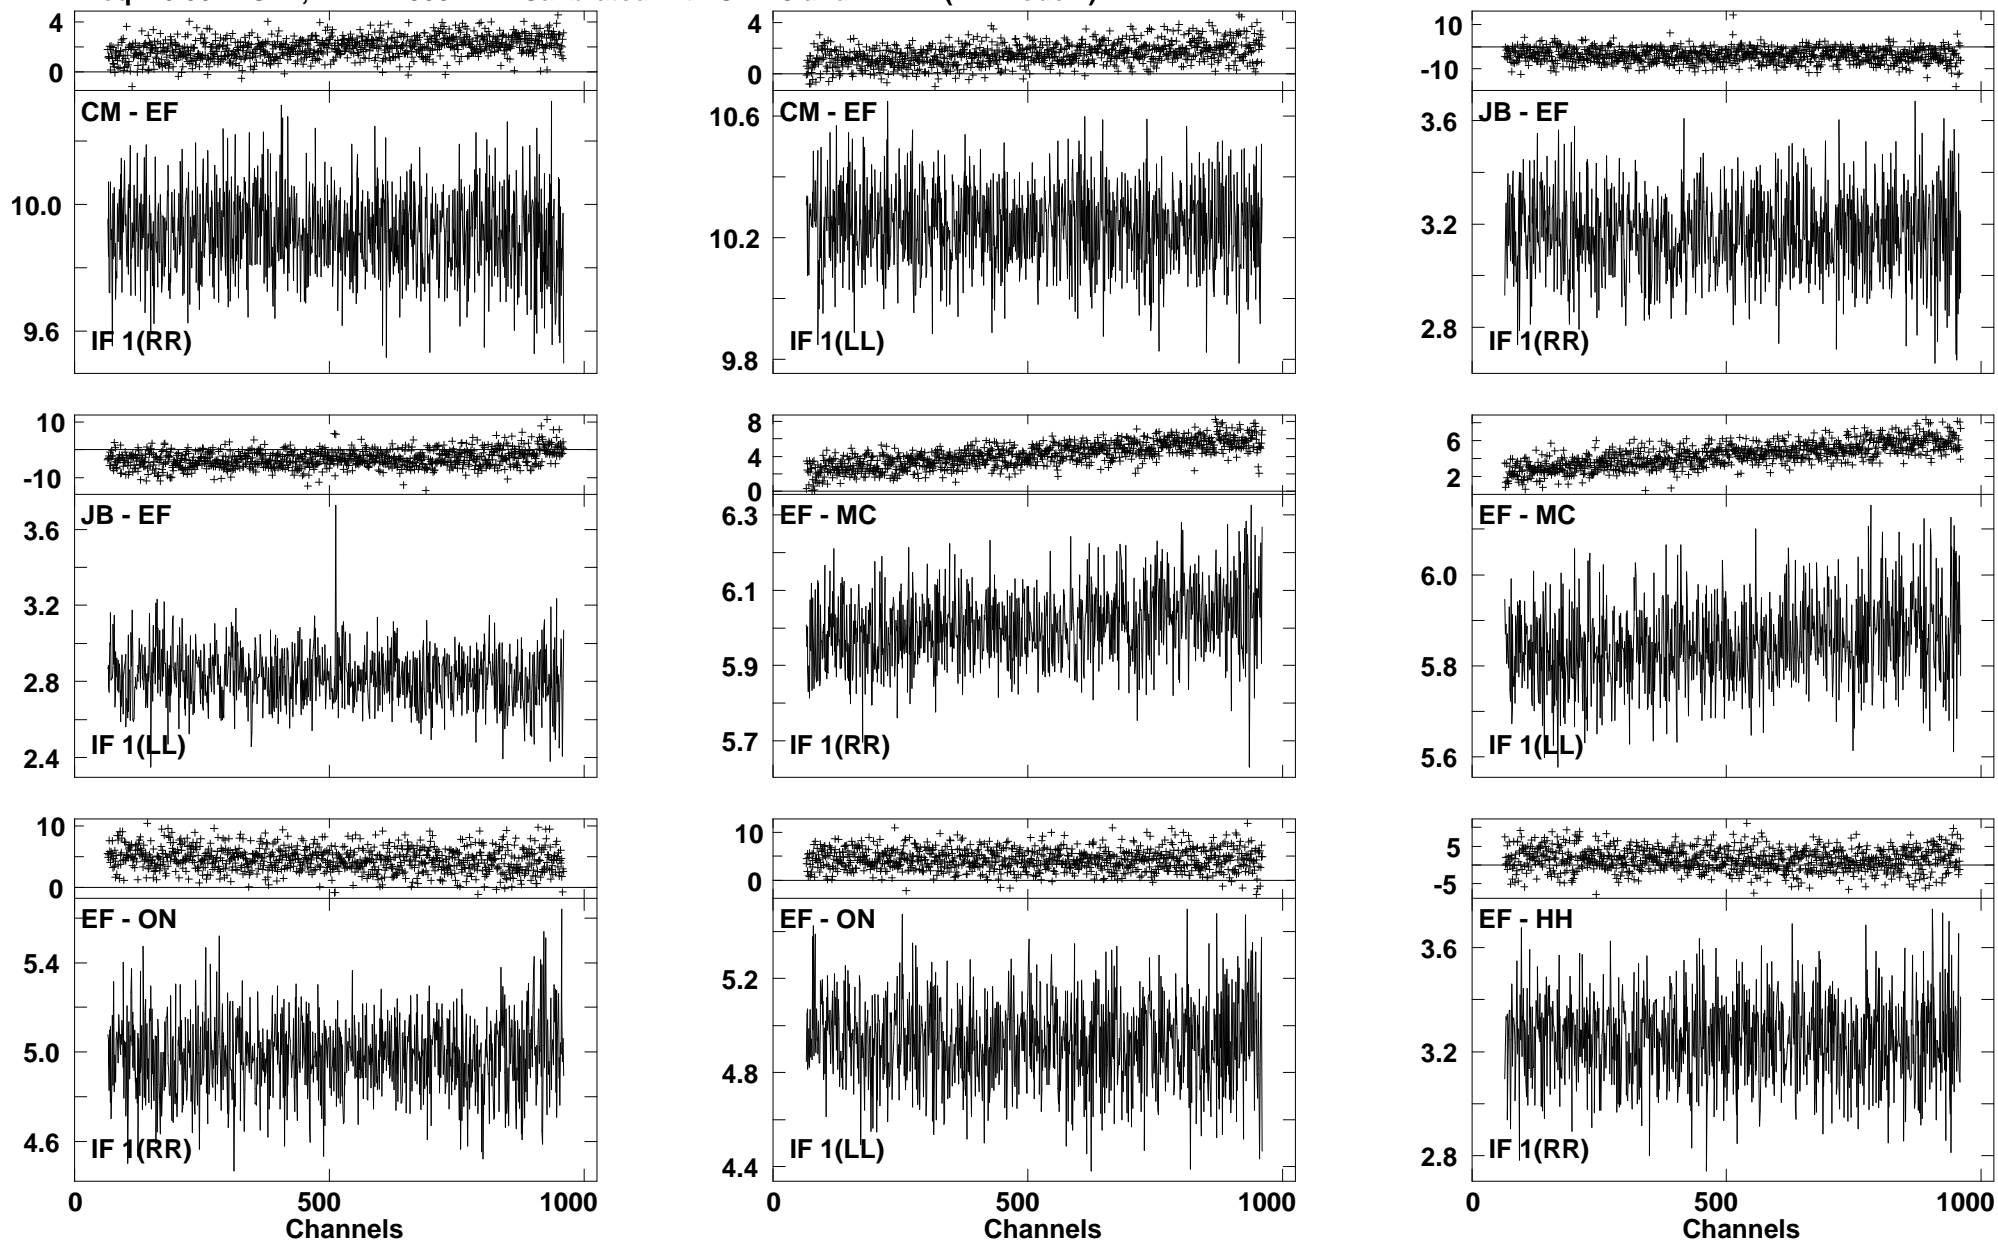 4
0
CM - EF
10.0
9.6
IF 1(RR)
4
2
0
CM - EF
10.6
10.2
9.8
IF 1(LL)
10
-10
JB - EF
3.6
3.2
2.8
IF 1(RR)
10
-10
JB - EF
3.6
3.2
2.8
2.4
IF 1(LL)
8
4
0
EF - MC
6.3
6.1
5.9
5.7
IF 1(RR)
6
2
EF - MC
6.0
5.8
5.6
IF 1(LL)
10
0
EF - ON
5.4
5.0
4.6
IF 1(RR)
0 500 1000
Channels
10
0
EF - ON
5.2
4.8
4.4
IF 1(LL)
0 500 1000
Channels
5
-5
EF - HH
3.6
3.2
2.8
IF 1(RR)
0 500 1000
Channels